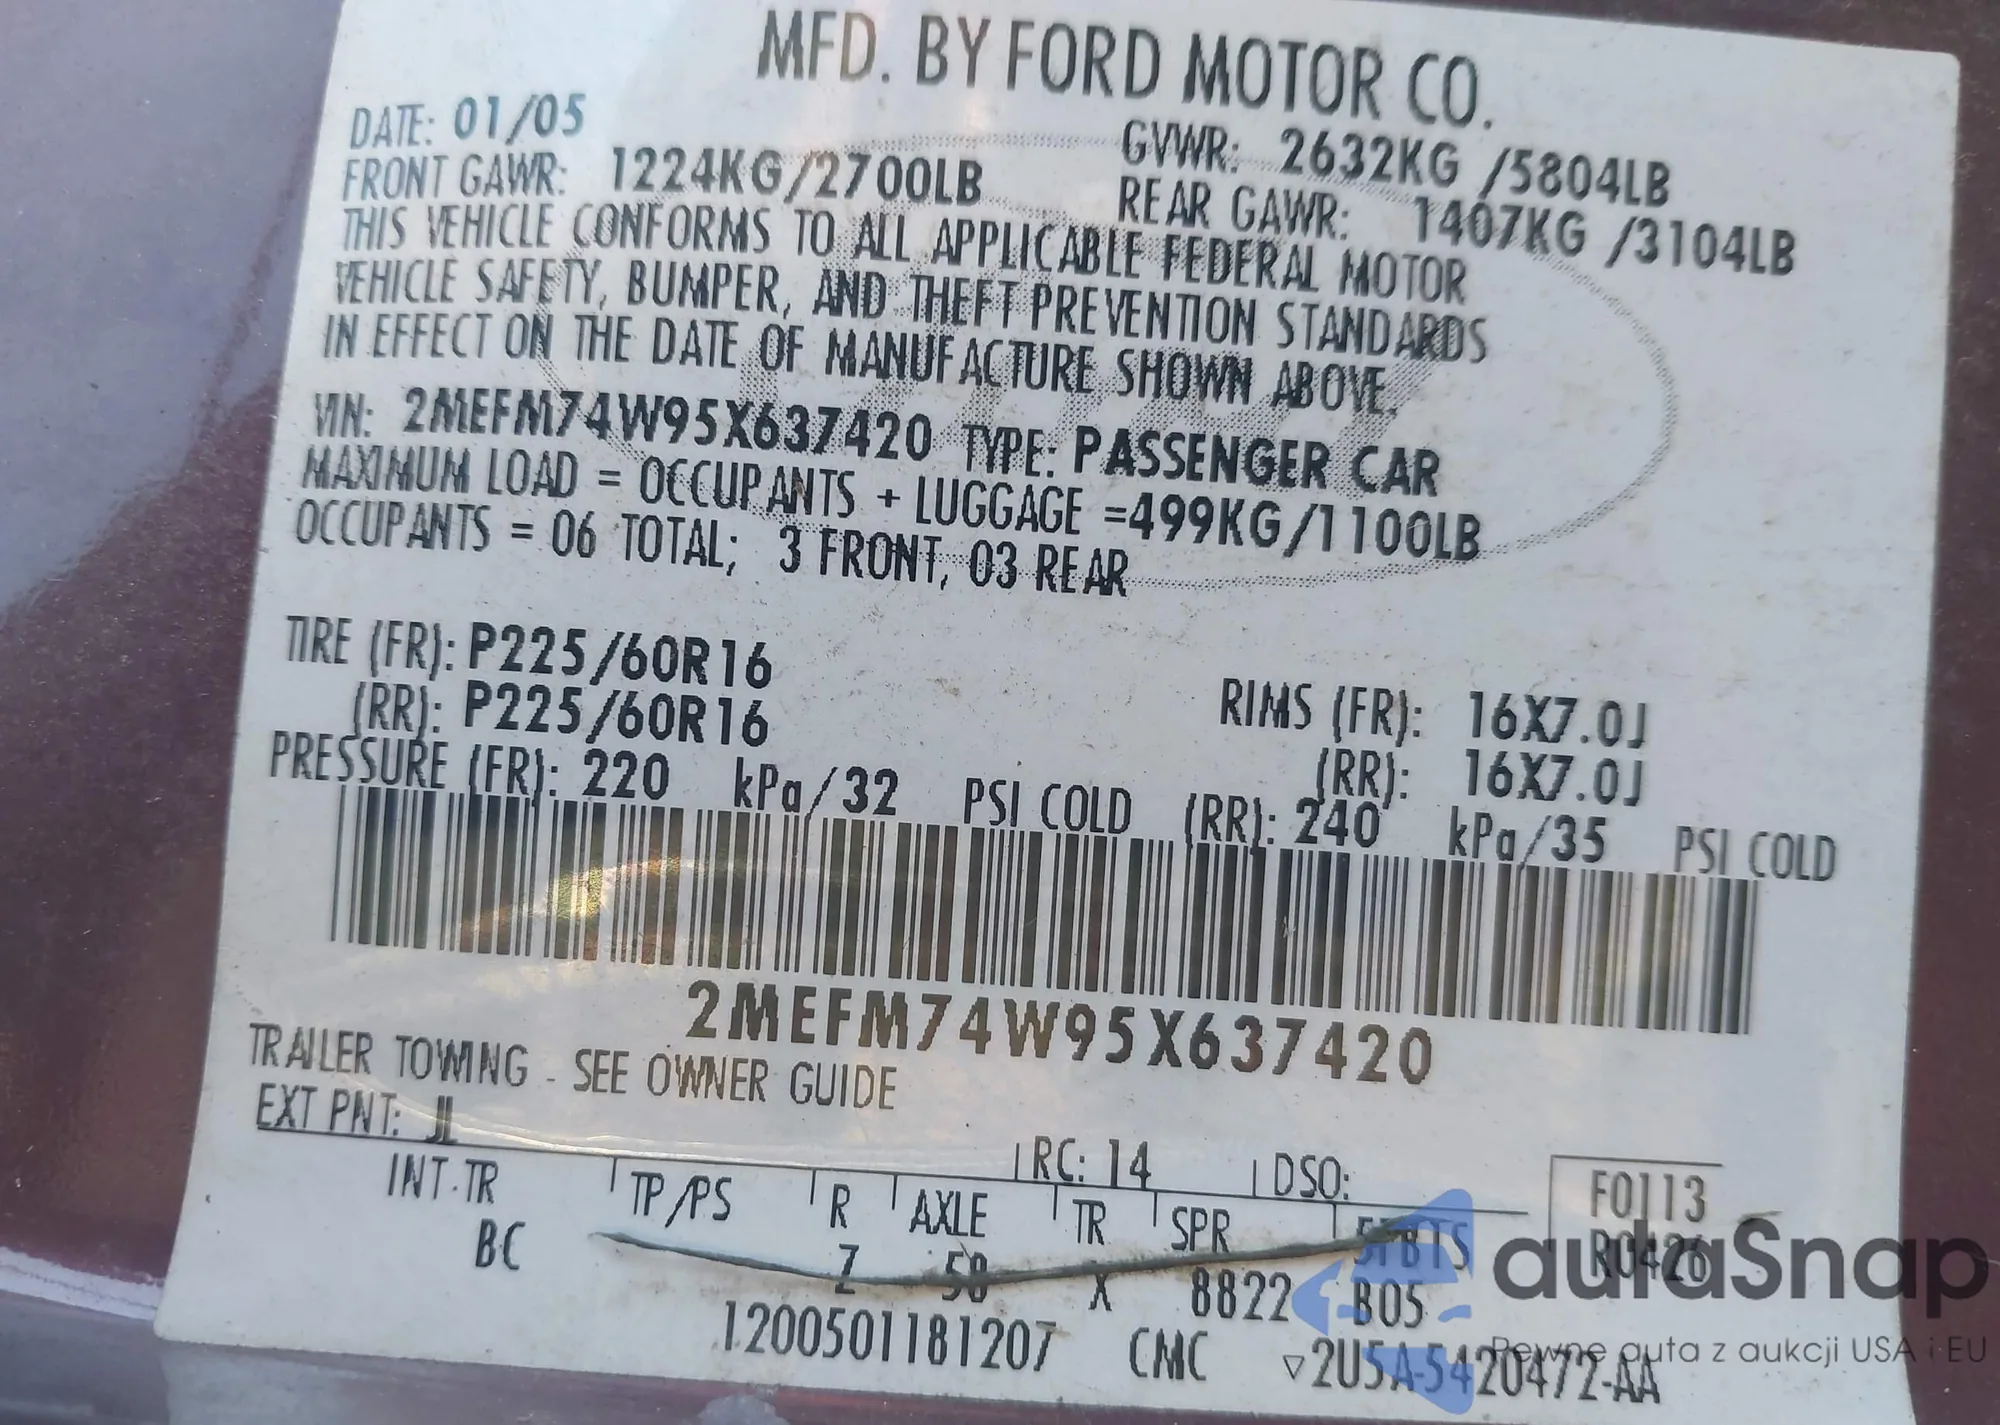 MFD. BY FORD MOTOR CO.
DATE: 01/05 GVWR: 2632KG /5804LB
FRONT GAWR: 1224KG/2700LB REAR GAWR: 1407KG /3104LB
THIS VEHICLE CONFORMS TO ALL APPLICABLE FEDERAL MOTOR
VEHICLE SAFETY, BUMPER, AND THEFT PREVENTION STANDARDS
IN EFFECT ON THE DATE OF MANUFACTURE SHOWN ABOVE.
VIN: 2MEFM74W95X637420 TYPE: PASSENGER CAR
MAXIMUM LOAD = OCCUPANTS + LUGGAGE =499KG/1100LB
OCCUPANTS = 06 TOTAL; 3 FRONT, 03 REAR
TIRE (FR): P225/60R16 RIMS (FR): 16X7.0J
(RR): P225/60R16 (RR): 16X7.0J
PRESSURE (FR): 220 kPa/32 PSI COLD (RR): 240 kPa/35 PSI COLD
2MEFM74W95X637420
TRAILER TOWING - SEE OWNER GUIDE
EXT PNT: JL RC: 14 DSO: F0113
INT TR TP/PS R AXLE TR SPR R0426
BC Z X 8822 B05
1200501181207 CMC ▽2U5A-5420472-AA
autaSnap
Pewne auta z aukcji USA i EU